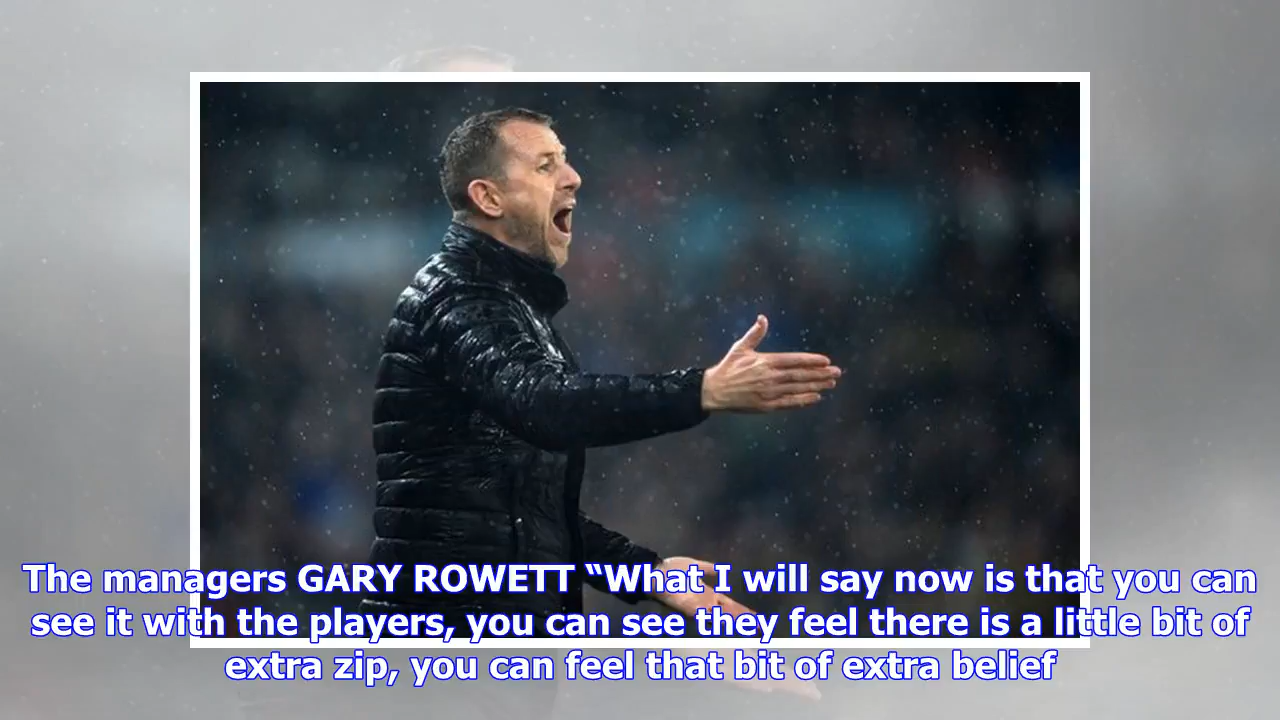 The managers GARY ROWETT “What I will say now is that you can
see it with the players, you can see they feel there is a little bit of
extra zip, you can feel that bit of extra belief